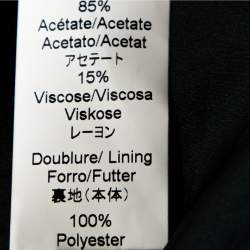 85%
Acétate/Acetate
Acetato/Acetat
アセテート
15%
Viscose/Viscosa
Viskose
レーヨン
Doublure/ Lining
Forro/Futter
裏地(本体)
100%
Polyester